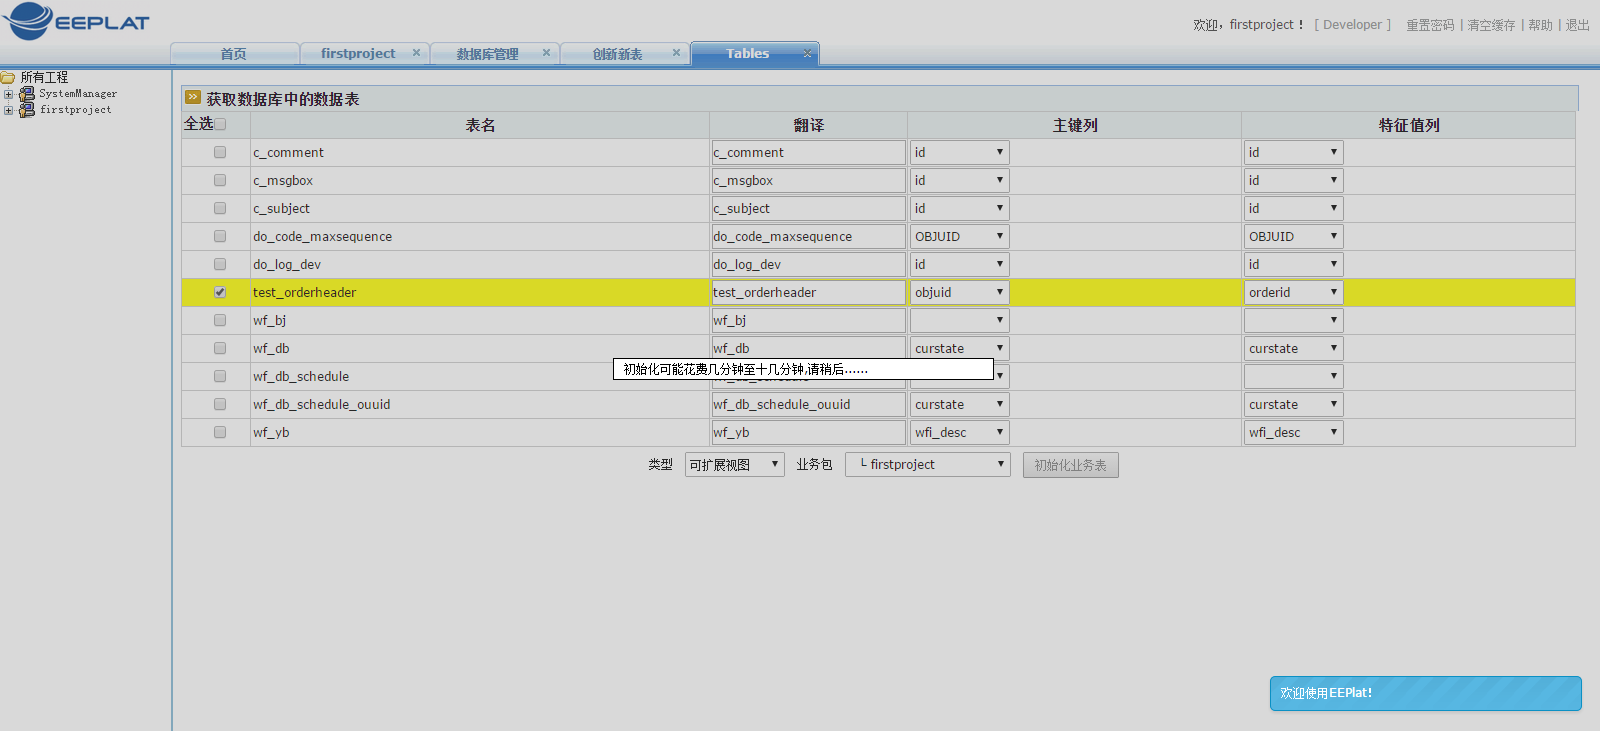 EEPLAT
欢迎，firstproject！ [ Developer ] 重置密码 | 清空缓存 | 帮助 | 退出
首页 firstproject 数据库管理 创新新表 Tables
所有工程
SystemManager
firstproject
获取数据库中的数据表
全选 表名 翻译 主键列 特征值列
c_comment c_comment id id
c_msgbox c_msgbox id id
c_subject c_subject id id
do_code_maxsequence do_code_maxsequence OBJUID OBJUID
do_log_dev do_log_dev id id
test_orderheader test_orderheader objuid orderid
wf_bj wf_bj
wf_db wf_db curstate curstate
初始化可能花费几分钟至十几分钟,请稍后......
wf_db_schedule
wf_db_schedule_ouuid wf_db_schedule_ouuid curstate curstate
wf_yb wf_yb wfi_desc wfi_desc
类型 可扩展视图 业务包 └ firstproject 初始化业务表
欢迎使用EEPlat!